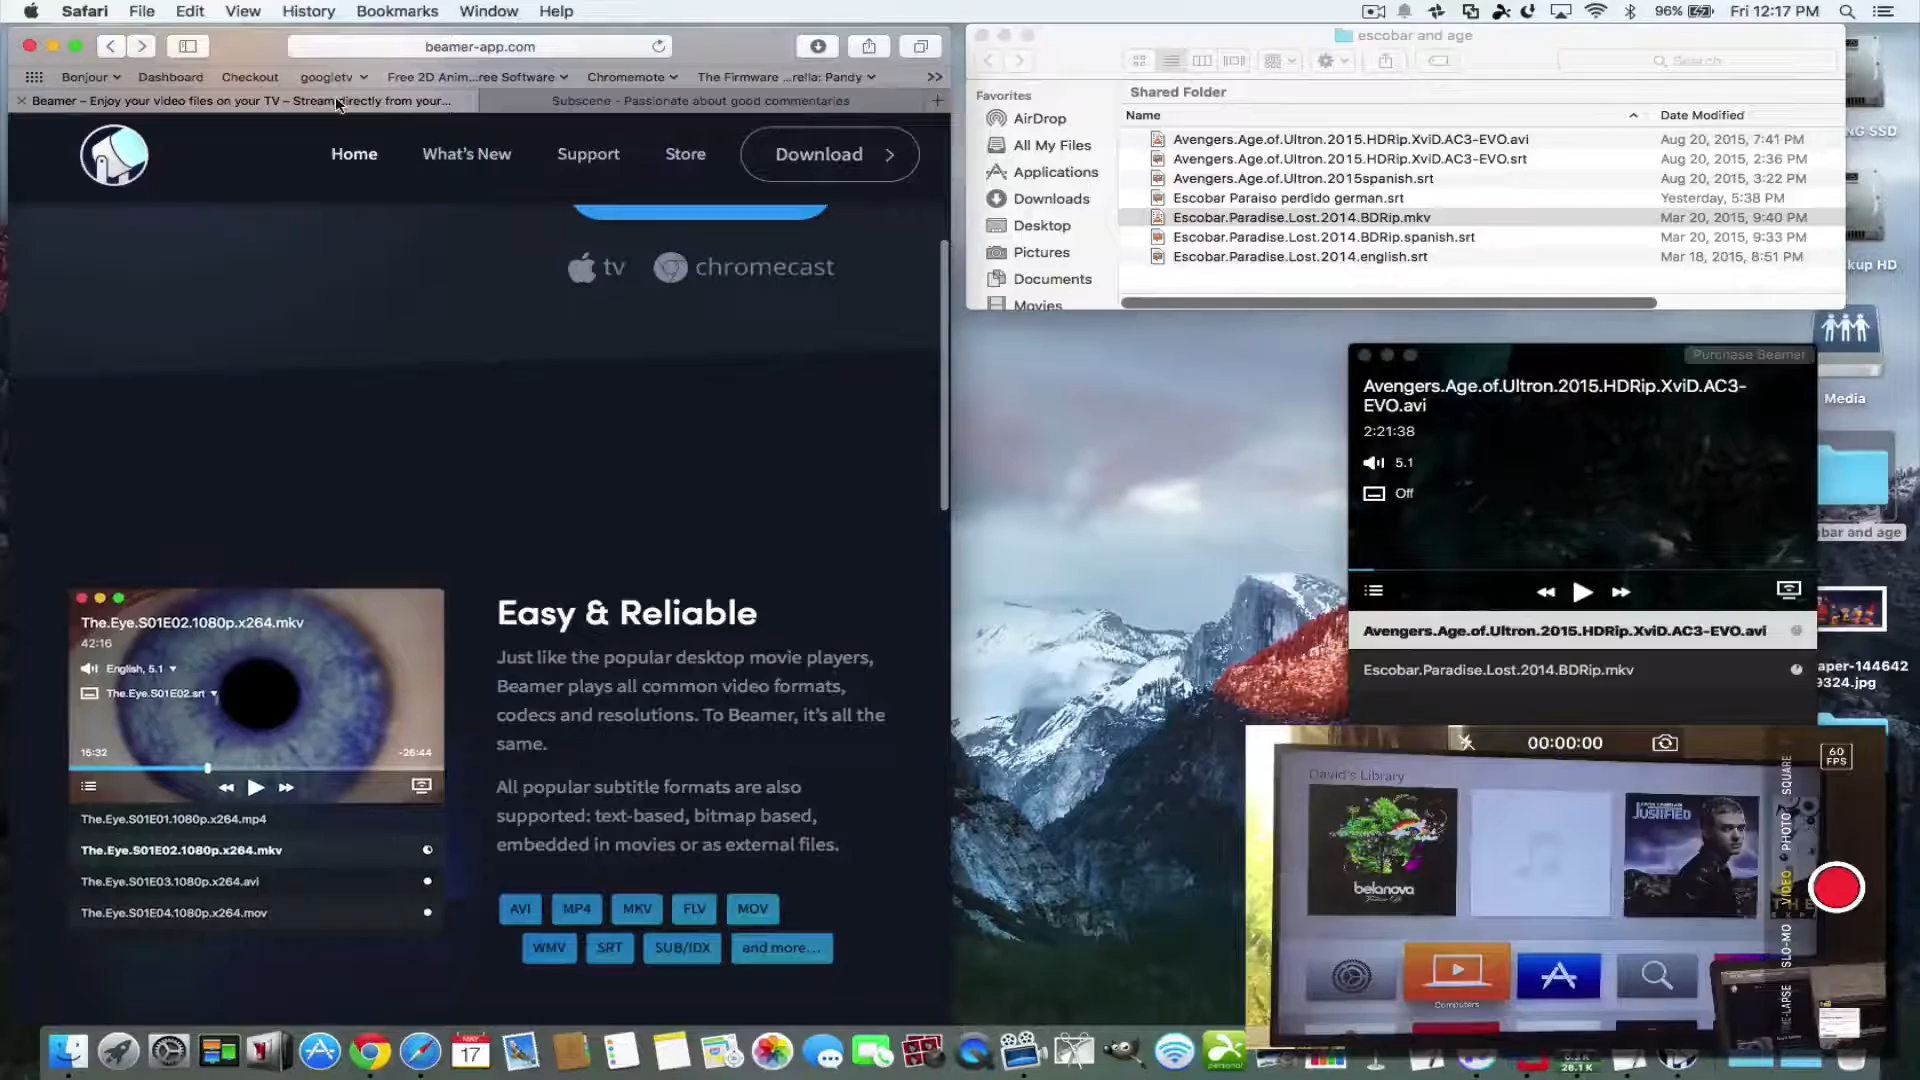 Safari File Edit View History Bookmarks Window Help
96% Fri 12:17 PM
beamer-app.com
Bonjour Dashboard Checkout googletv Free 2D Anim...ree Software Chromemote The Firmware ...rella: Pandy >>
Beamer – Enjoy your video files on your TV – Stream directly from your...
Subscene - Passionate about good commentaries
Home What's New Support Store Download
tv chromecast
The.Eye.S01E02.1080p.x264.mkv
42:16
English, 5.1
The.Eye.S01E02.srt
15:32 -26:44
The.Eye.S01E01.1080p.x264.mp4
The.Eye.S01E02.1080p.x264.mkv
The.Eye.S01E03.1080p.x264.avi
The.Eye.S01E04.1080p.x264.mov
Easy & Reliable
Just like the popular desktop movie players,
Beamer plays all common video formats,
codecs and resolutions. To Beamer, it's all the
same.
All popular subtitle formats are also
supported: text-based, bitmap based,
embedded in movies or as external files.
AVI MP4 MKV FLV MOV
WMV SRT SUB/IDX and more...
escobar and age
Search
Favorites
AirDrop
All My Files
Applications
Downloads
Desktop
Pictures
Documents
Movies
Shared Folder
Name Date Modified
Avengers.Age.of.Ultron.2015.HDRip.XviD.AC3-EVO.avi Aug 20, 2015, 7:41 PM
Avengers.Age.of.Ultron.2015.HDRip.XviD.AC3-EVO.srt Aug 20, 2015, 2:36 PM
Avengers.Age.of.Ultron.2015spanish.srt Aug 20, 2015, 3:22 PM
Escobar Paraiso perdido german.srt Yesterday, 5:38 PM
Escobar.Paradise.Lost.2014.BDRip.mkv Mar 20, 2015, 9:40 PM
Escobar.Paradise.Lost.2014.BDRip.spanish.srt Mar 20, 2015, 9:33 PM
Escobar.Paradise.Lost.2014.english.srt Mar 18, 2015, 8:51 PM
NG SSD
kup HD
Media
bar and age
aper-144642
9324.jpg
Purchase Beamer
Avengers.Age.of.Ultron.2015.HDRip.XviD.AC3-
EVO.avi
2:21:38
5.1
Off
Avengers.Age.of.Ultron.2015.HDRip.XviD.AC3-EVO.avi
Escobar.Paradise.Lost.2014.BDRip.mkv
00:00:00
60
FPS
David's Library
belanova
JUSTIFIED
Computers
SLO-MO VIDEO PHOTO SQUARE
MAY
17
personal